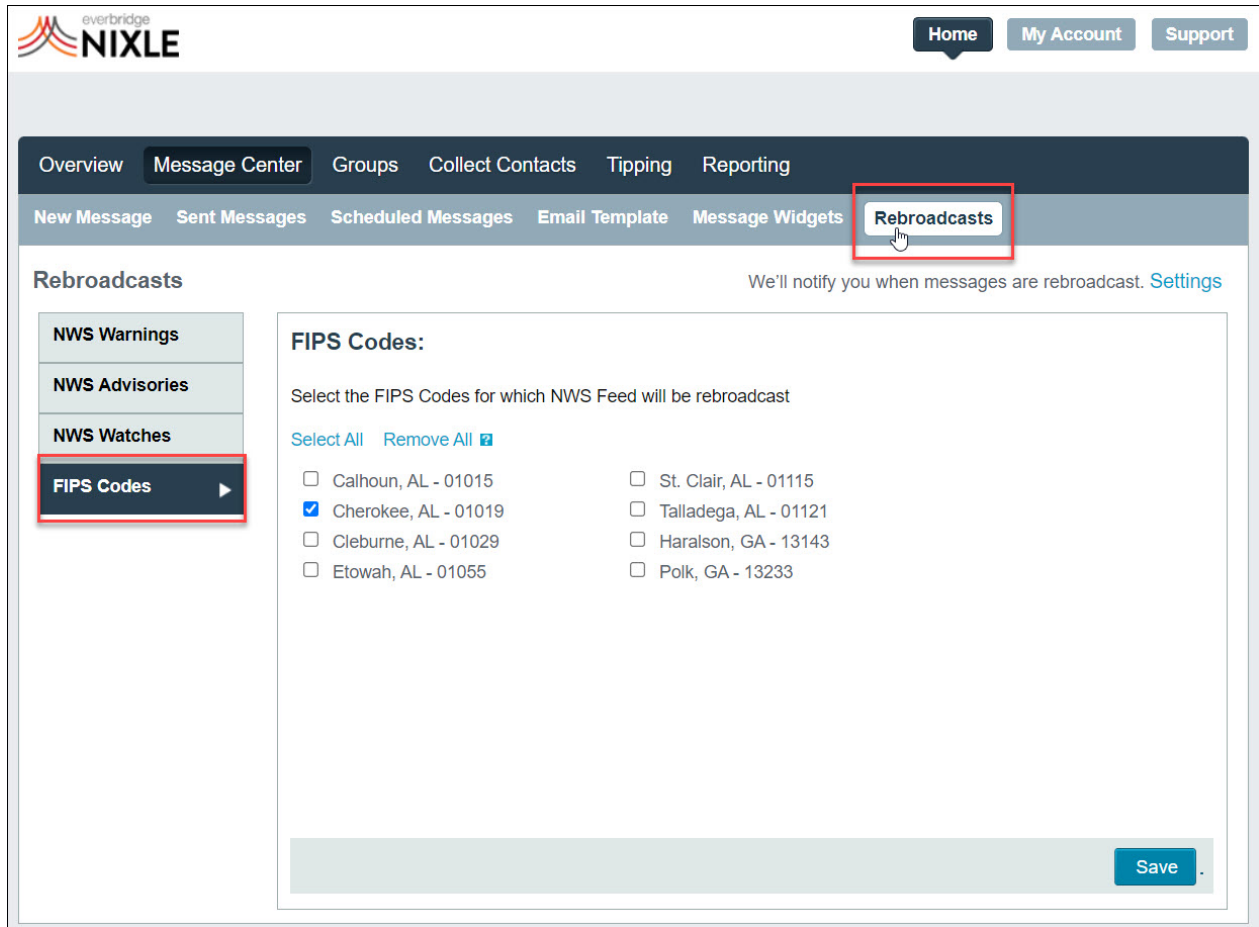 everbridge
NIXLE
Home My Account Support
Overview Message Center Groups Collect Contacts Tipping Reporting
New Message Sent Messages Scheduled Messages Email Template Message Widgets Rebroadcasts
Rebroadcasts
We'll notify you when messages are rebroadcast. Settings
NWS Warnings
NWS Advisories
NWS Watches
FIPS Codes
FIPS Codes:
Select the FIPS Codes for which NWS Feed will be rebroadcast
Select All Remove All ?
Calhoun, AL - 01015
Cherokee, AL - 01019
Cleburne, AL - 01029
Etowah, AL - 01055
St. Clair, AL - 01115
Talladega, AL - 01121
Haralson, GA - 13143
Polk, GA - 13233
Save .